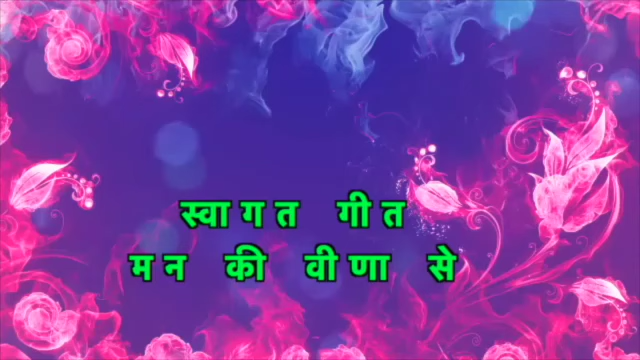 स्वागत गीत
मन की वीणा से